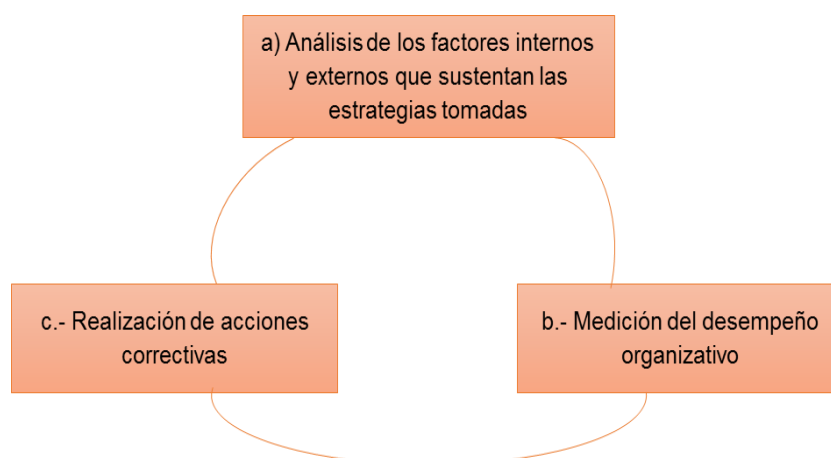 a) Análisis de los factores internos
y externos que sustentan las
estrategias tomadas
c.- Realización de acciones
correctivas
b.- Medición del desempeño
organizativo